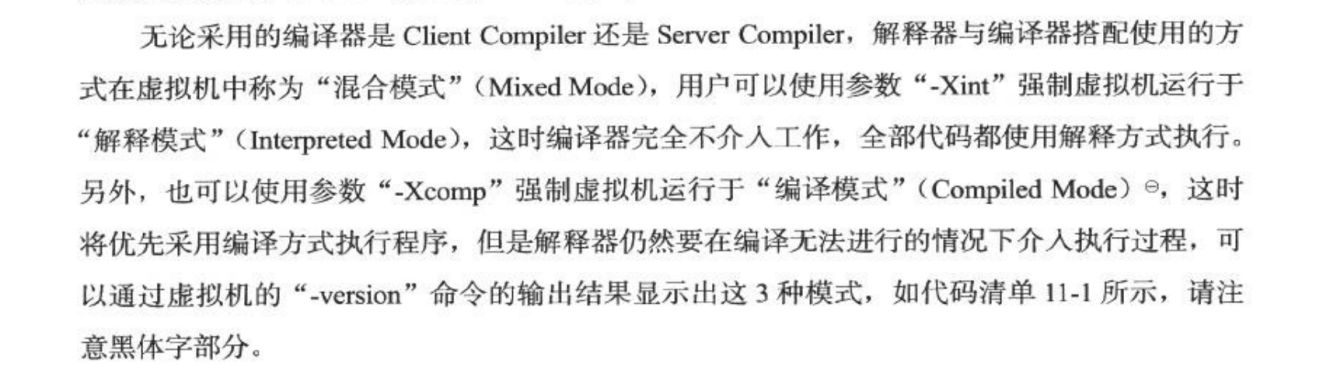 无论采用的编译器是 Client Compiler 还是 Server Compiler，解释器与编译器搭配使用的方
式在虚拟机中称为“混合模式”（Mixed Mode），用户可以使用参数“-Xint”强制虚拟机运行于
“解释模式”（Interpreted Mode），这时编译器完全不介入工作，全部代码都使用解释方式执行。
另外，也可以使用参数“-Xcomp”强制虚拟机运行于“编译模式”（Compiled Mode）⊖，这时
将优先采用编译方式执行程序，但是解释器仍然要在编译无法进行的情况下介入执行过程，可
以通过虚拟机的“-version”命令的输出结果显示出这 3 种模式，如代码清单 11-1 所示，请注
意黑体字部分。